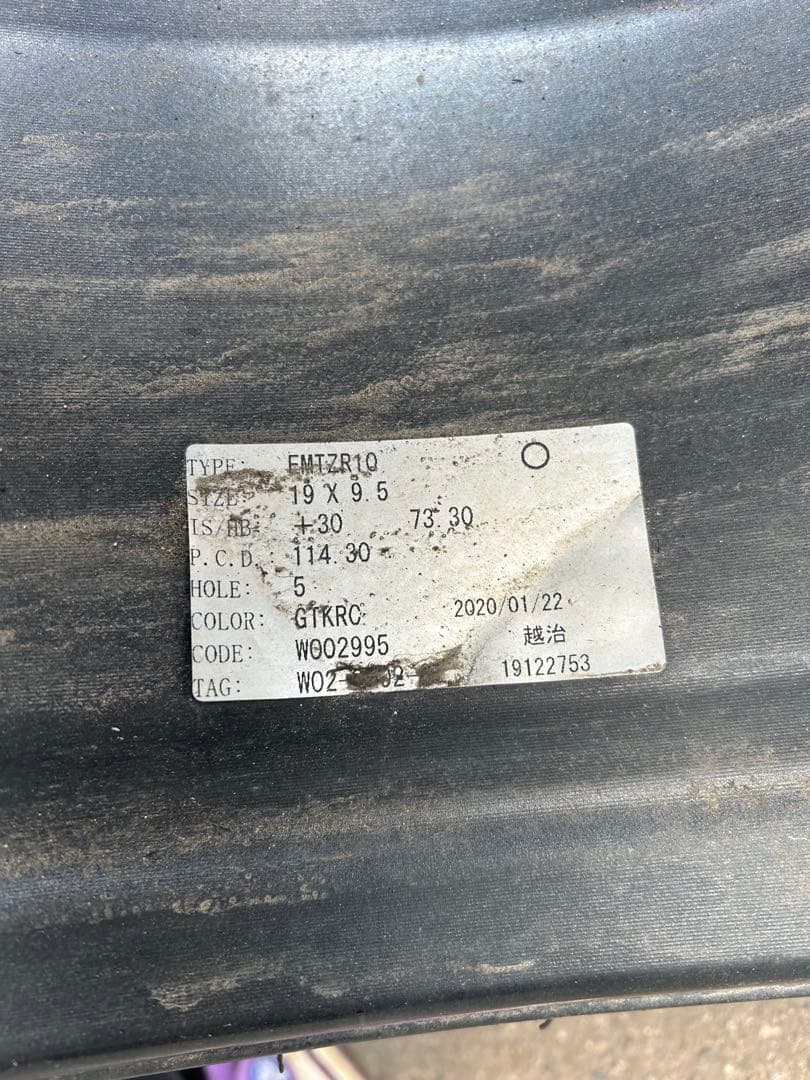 TYPE: EMTZR10
SIZE: 19 X 9.5
IS/HB: +30 73.30
P.C.D.: 114.30
HOLE: 5
COLOR: GTKRC 2020/01/22
越治
CODE: W002995
TAG: 19122753